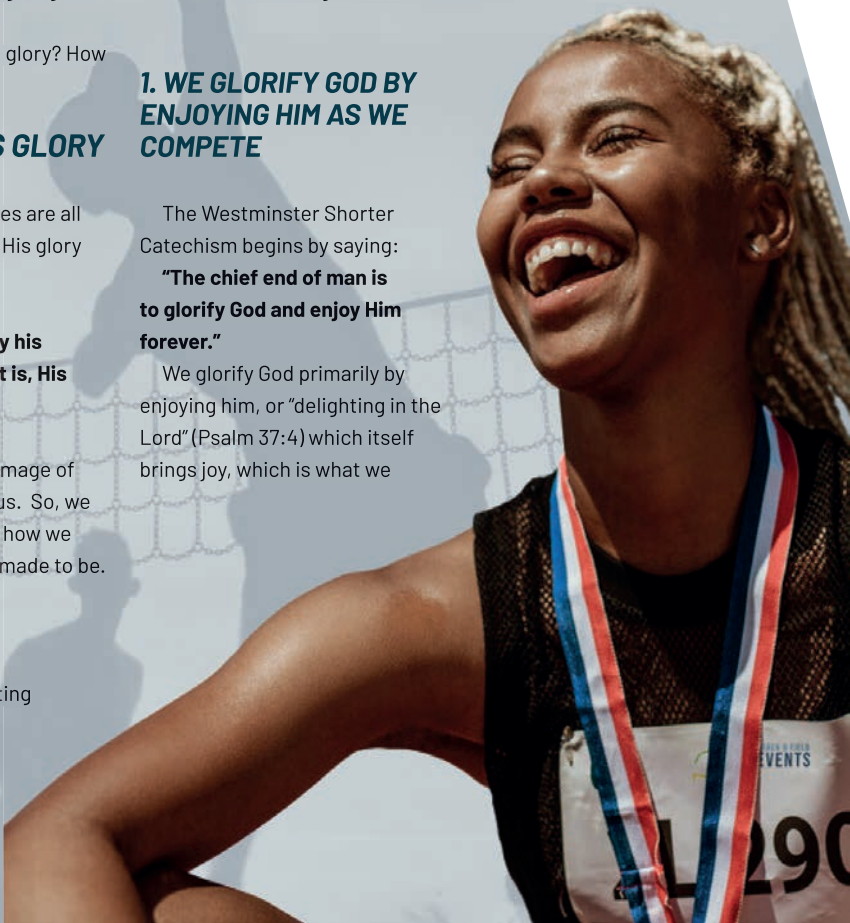 glory? How
S GLORY
es are all
His glory
y his
t is, His
mage of
us.  So, we
how we
made to be.
ting
1. WE GLORIFY GOD BY
ENJOYING HIM AS WE
COMPETE
The Westminster Shorter
Catechism begins by saying:
“The chief end of man is
to glorify God and enjoy Him
forever.”
We glorify God primarily by
enjoying him, or “delighting in the
Lord” (Psalm 37:4) which itself
brings joy, which is what we
FIELD
EVENTS
290